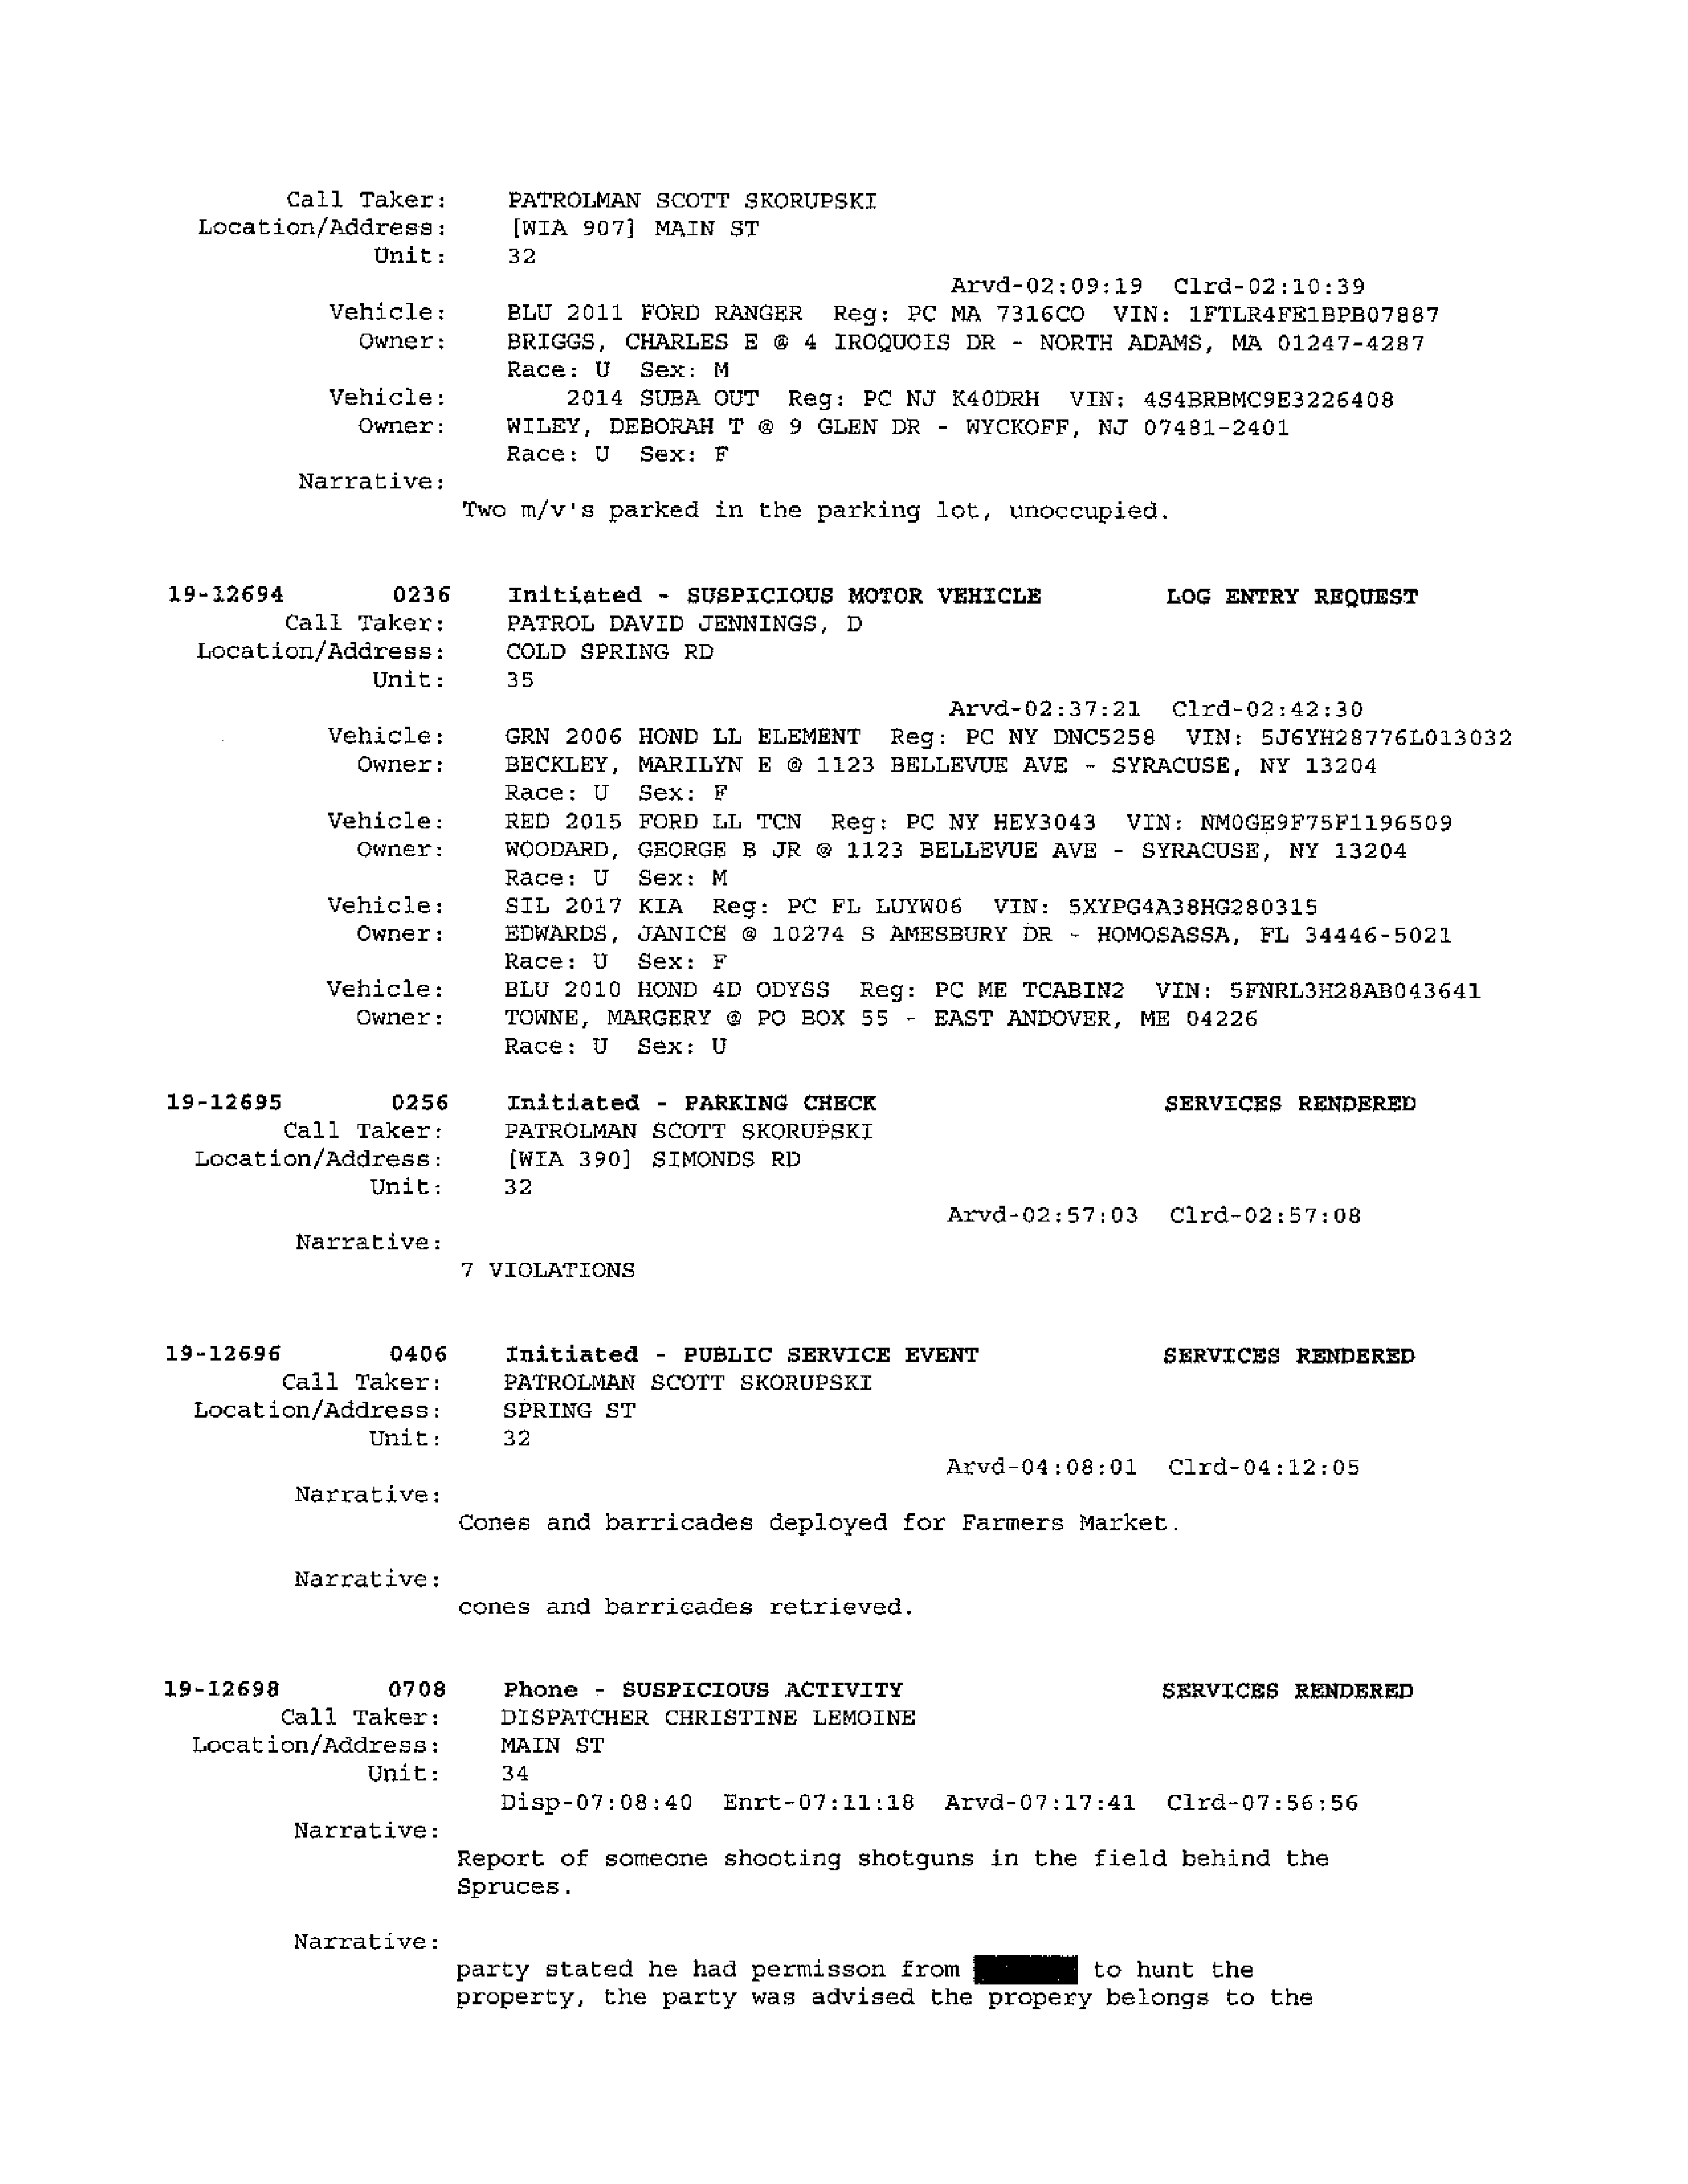 Call Taker: PATROLMAN SCOTT SKORUPSKI
Location/Address: [WIA 907] MAIN ST
Unit: 32
Arvd-02:09:19 Clrd-02:10:39
Vehicle: BLU 2011 FORD RANGER Reg: PC MA 7316CO VIN: 1FTLR4FE1BPB07887
Owner: BRIGGS, CHARLES E @ 4 IROQUOIS DR - NORTH ADAMS, MA 01247-4287
Race: U Sex: M
Vehicle: 2014 SUBA OUT Reg: PC NJ K40DRH VIN: 4S4BRBMC9E3226408
Owner: WILEY, DEBORAH T @ 9 GLEN DR - WYCKOFF, NJ 07481-2401
Race: U Sex: F
Narrative:
Two m/v's parked in the parking lot, unoccupied.
19-12694 0236 Initiated - SUSPICIOUS MOTOR VEHICLE LOG ENTRY REQUEST
Call Taker: PATROL DAVID JENNINGS, D
Location/Address: COLD SPRING RD
Unit: 35
Arvd-02:37:21 Clrd-02:42:30
Vehicle: GRN 2006 HOND LL ELEMENT Reg: PC NY DNC5258 VIN: 5J6YH28776L013032
Owner: BECKLEY, MARILYN E @ 1123 BELLEVUE AVE - SYRACUSE, NY 13204
Race: U Sex: F
Vehicle: RED 2015 FORD LL TCN Reg: PC NY HEY3043 VIN: NM0GE9F75F1196509
Owner: WOODARD, GEORGE B JR @ 1123 BELLEVUE AVE - SYRACUSE, NY 13204
Race: U Sex: M
Vehicle: SIL 2017 KIA Reg: PC FL LUYW06 VIN: 5XYPG4A38HG280315
Owner: EDWARDS, JANICE @ 10274 S AMESBURY DR - HOMOSASSA, FL 34446-5021
Race: U Sex: F
Vehicle: BLU 2010 HOND 4D ODYSS Reg: PC ME TCABIN2 VIN: 5FNRL3H28AB043641
Owner: TOWNE, MARGERY @ PO BOX 55 - EAST ANDOVER, ME 04226
Race: U Sex: U
19-12695 0256 Initiated - PARKING CHECK SERVICES RENDERED
Call Taker: PATROLMAN SCOTT SKORUPSKI
Location/Address: [WIA 390] SIMONDS RD
Unit: 32
Arvd-02:57:03 Clrd-02:57:08
Narrative:
7 VIOLATIONS
19-12696 0406 Initiated - PUBLIC SERVICE EVENT SERVICES RENDERED
Call Taker: PATROLMAN SCOTT SKORUPSKI
Location/Address: SPRING ST
Unit: 32
Arvd-04:08:01 Clrd-04:12:05
Narrative:
Cones and barricades deployed for Farmers Market.
Narrative:
cones and barricades retrieved.
19-12698 0708 Phone - SUSPICIOUS ACTIVITY SERVICES RENDERED
Call Taker: DISPATCHER CHRISTINE LEMOINE
Location/Address: MAIN ST
Unit: 34
Disp-07:08:40 Enrt-07:11:18 Arvd-07:17:41 Clrd-07:56:56
Narrative:
Report of someone shooting shotguns in the field behind the
Spruces.
Narrative:
party stated he had permisson from to hunt the
property, the party was advised the propery belongs to the